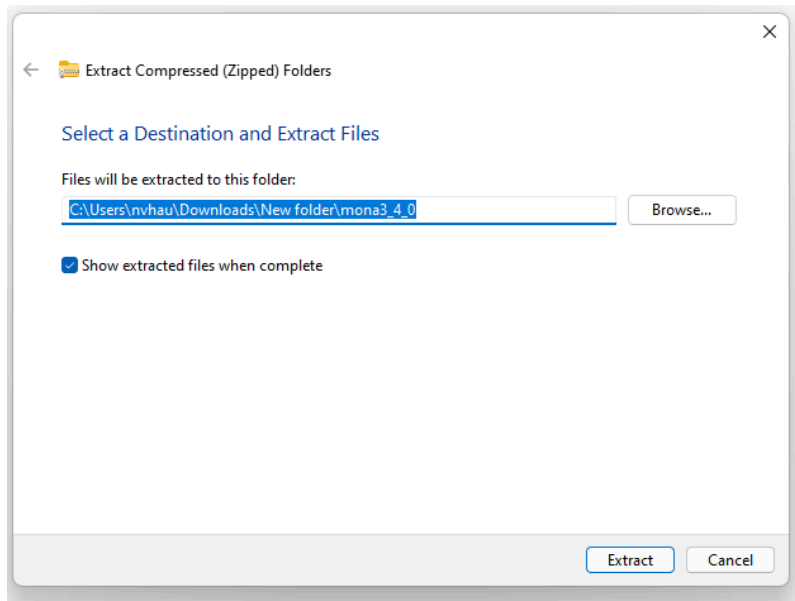 Extract Compressed (Zipped) Folders
Select a Destination and Extract Files
Files will be extracted to this folder:
C:\Users\nvhau\Downloads\New folder\mona3_4_0
Browse...
Show extracted files when complete
Extract
Cancel